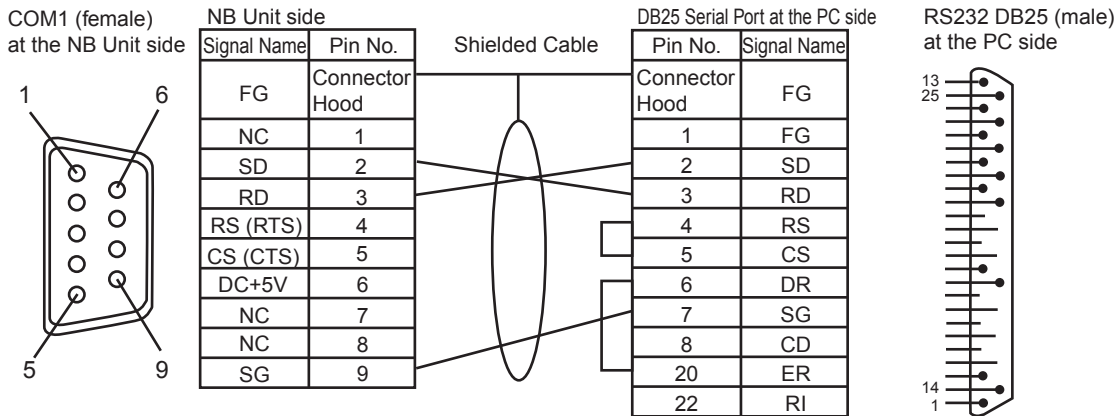 COM1 (female)
at the NB Unit side
1
6
5
9
NB Unit side
Signal Name Pin No.
FG Connector Hood
NC 1
SD 2
RD 3
RS (RTS) 4
CS (CTS) 5
DC+5V 6
NC 7
NC 8
SG 9
Shielded Cable
DB25 Serial Port at the PC side
Pin No. Signal Name
Connector Hood FG
1 FG
2 SD
3 RD
4 RS
5 CS
6 DR
7 SG
8 CD
20 ER
22 RI
RS232 DB25 (male)
at the PC side
13
25
14
1